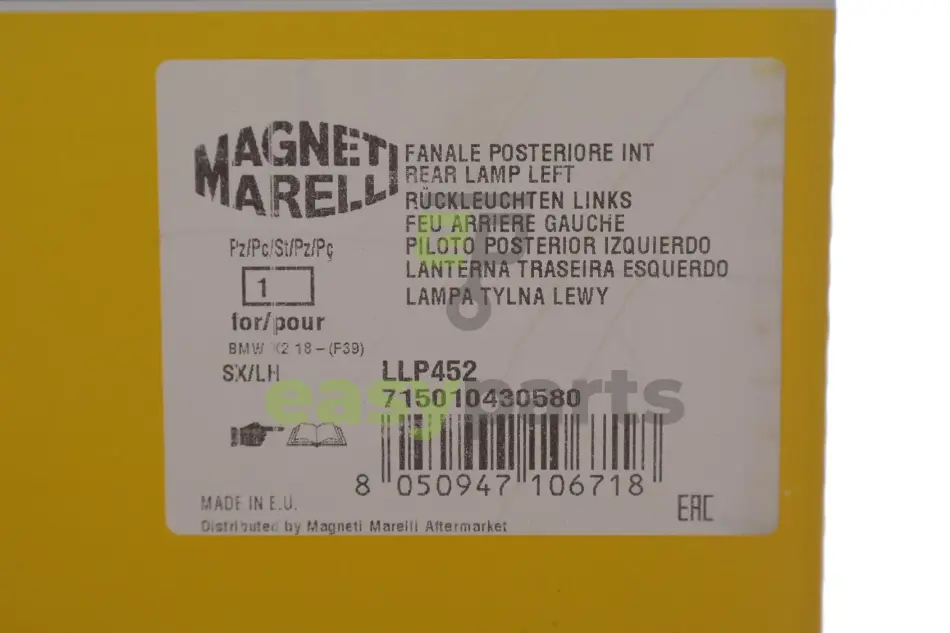 MAGNETI
MARELLI
FANALE POSTERIORE INT
REAR LAMP LEFT
RÜCKLEUCHTEN LINKS
FEU ARRIERE GAUCHE
PILOTO POSTERIOR IZQUIERDO
LANTERNA TRASEIRA ESQUERDO
LAMPA TYLNA LEWY
Pz/Pc/St/Pz/Pç
1
for/pour
BMW X2 18-(F39)
SX/LH
LLP452
715010430580
easyparts
8 050947 106718
MADE IN E.U.
Distributed by Magneti Marelli Aftermarket
EAC